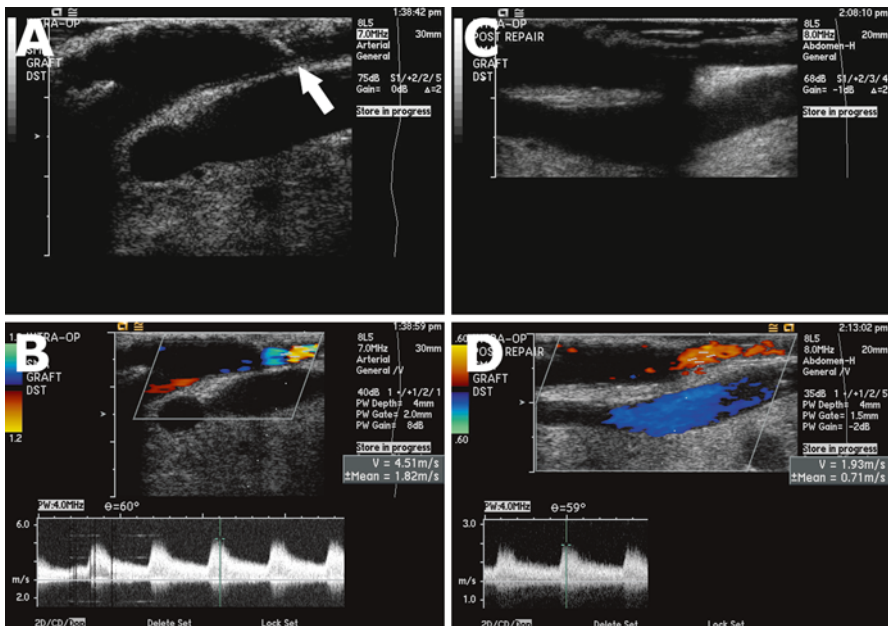 A
INTRA-OP
SM
GRAFT
DST
1:38:42 pm
8L5
7.0MHz 30mm
Arterial
General
75dB S1/+2/2/5
Gain= 0dB Δ=2
Store in progress
C
INTRA-OP
POST REPAIR
GRAFT
DST
2:08:10 pm
8L5
8.0MHz 20mm
Abdomen-H
General
68dB S1/+2/3/4
Gain= -1dB Δ=2
Store in progress
B
INTRA-OP
GRAFT
DST
1.2
1:38:59 pm
8L5
7.0MHz 30mm
Arterial
General /V
40dB 1 +/+1/2/1
PW Depth= 4mm
PW Gate= 2.0mm
PW Gain= 8dB
Store in progress
V = 4.51m/s
±Mean = 1.82m/s
PW:4.0MHz
θ=60°
6.0
m/s
2.0
2D/CD/Dop Delete Set Lock Set
D
.60
.60
INTRA-OP
POST REPAIR
GRAFT
DST
2:13:02 pm
8L5
8.0MHz 20mm
Abdomen-H
General /V
35dB 1 +/+1/2/5
PW Depth= 4mm
PW Gate= 1.5mm
PW Gain= -2dB
Store in progress
V = 1.93m/s
±Mean = 0.71m/s
PW:4.0MHz
θ=59°
3.0
m/s
1.0
2D/CD/Dop Delete Set Lock Set